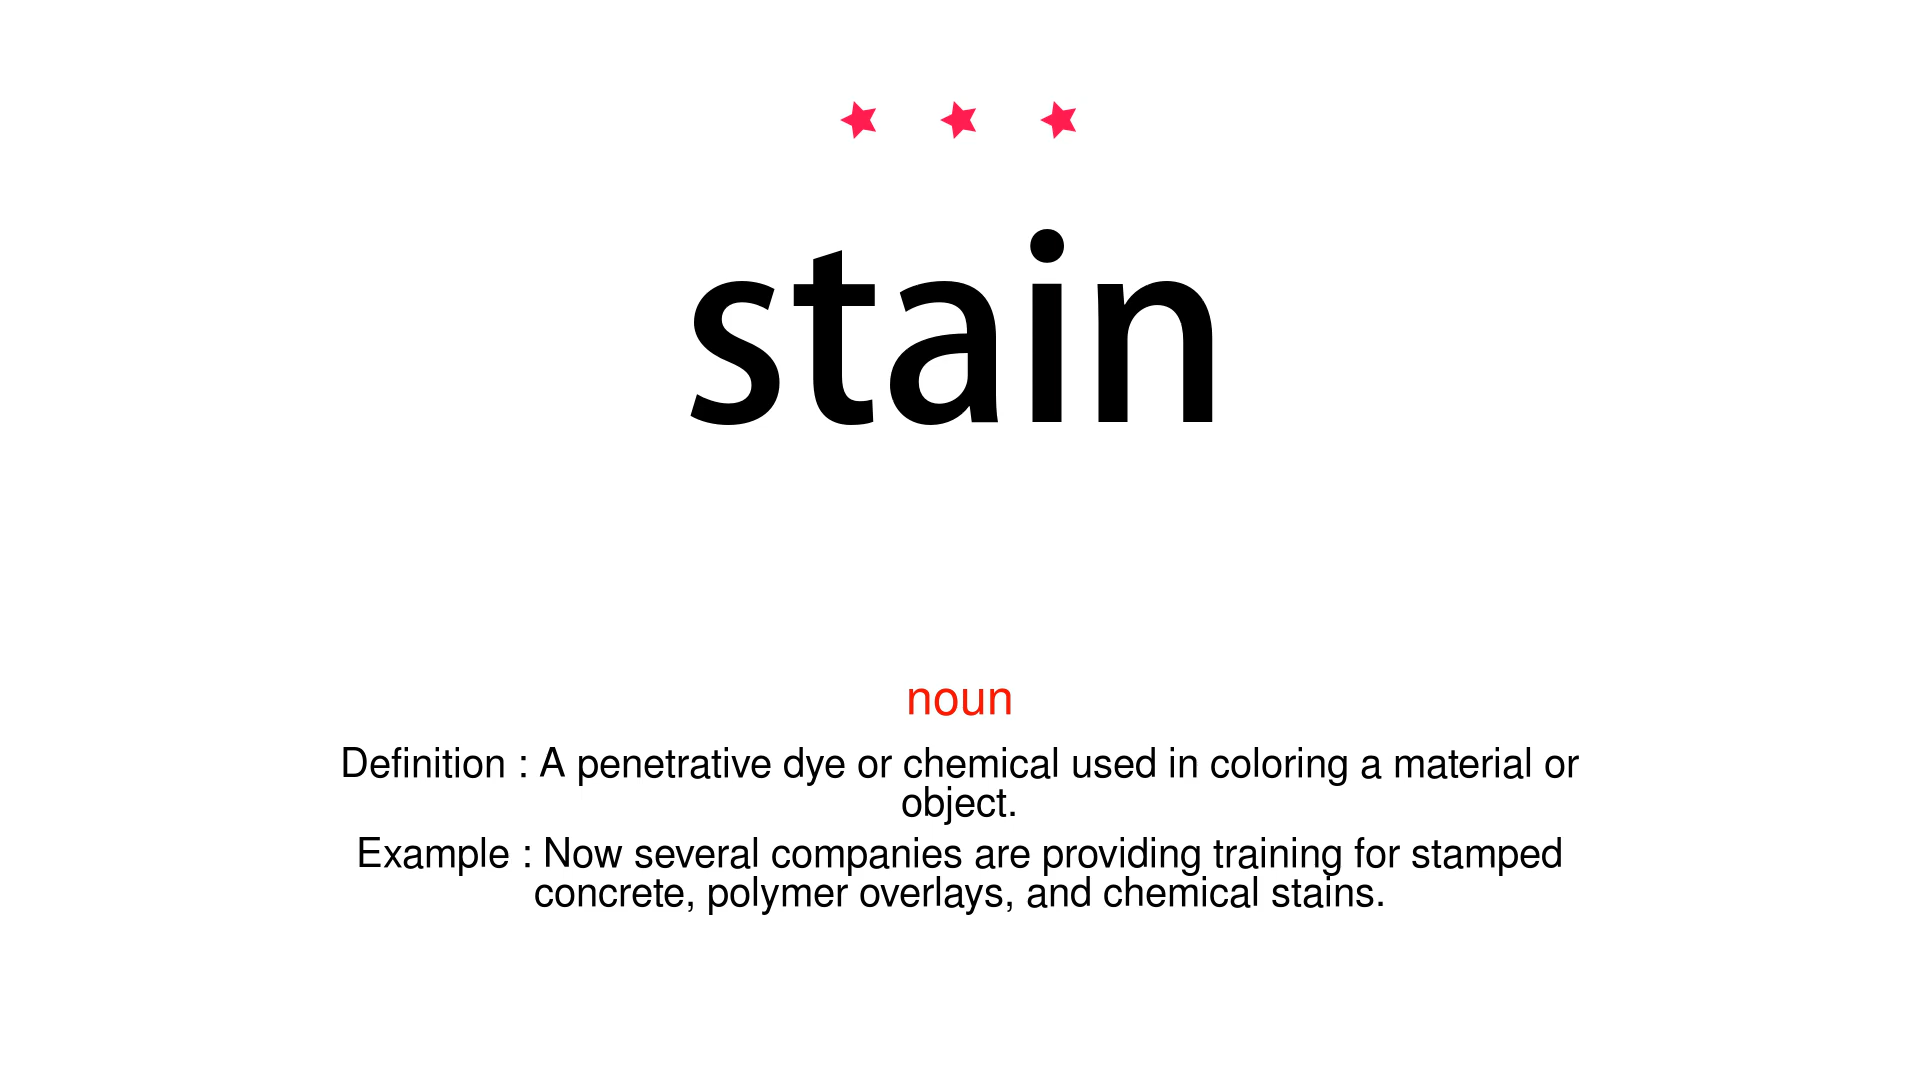 stain
noun
Definition : A penetrative dye or chemical used in coloring a material or
object.
Example : Now several companies are providing training for stamped
concrete, polymer overlays, and chemical stains.